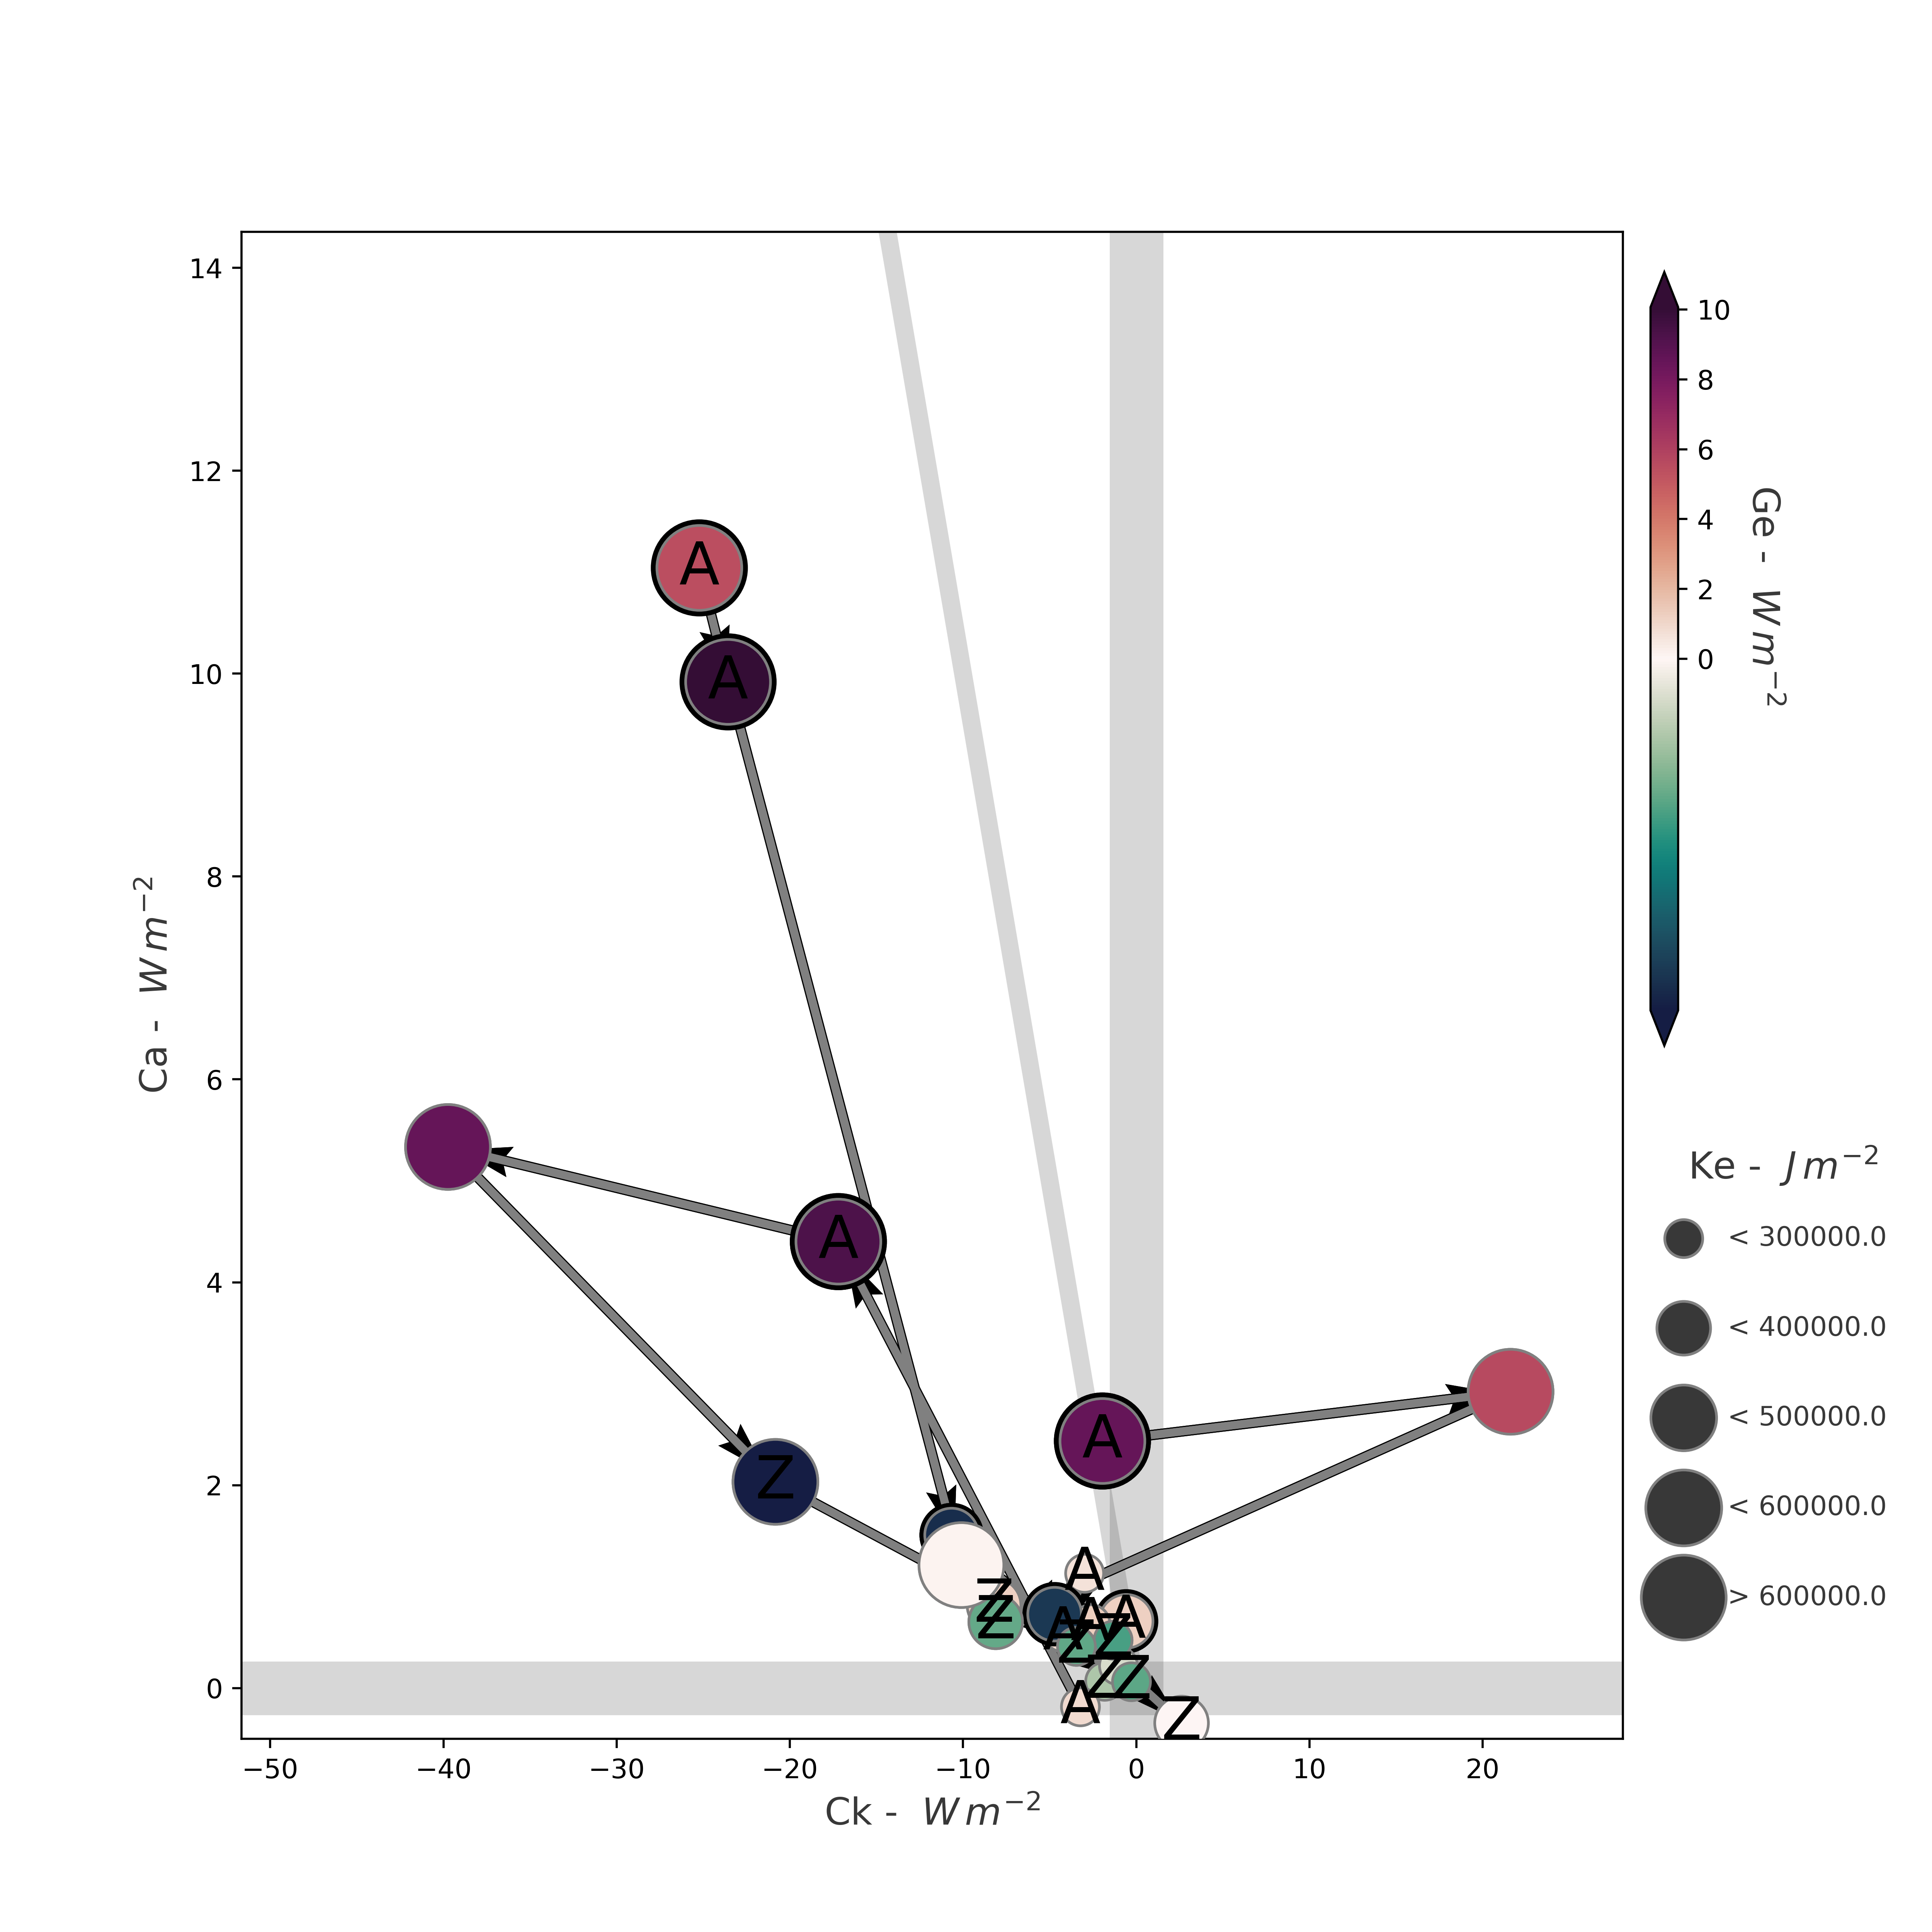 14
12
10
8
6
4
2
0
Ca - W m⁻²
−50
−40
−30
−20
−10
0
10
20
Ck - W m⁻²
A
A
A
A
Z
A
Z
Z
A
A
A
Z
Z
Z
Z
A
Z
10
8
6
4
2
0
Ge - W m⁻²
Ke - J m⁻²
< 300000.0
< 400000.0
< 500000.0
< 600000.0
> 600000.0